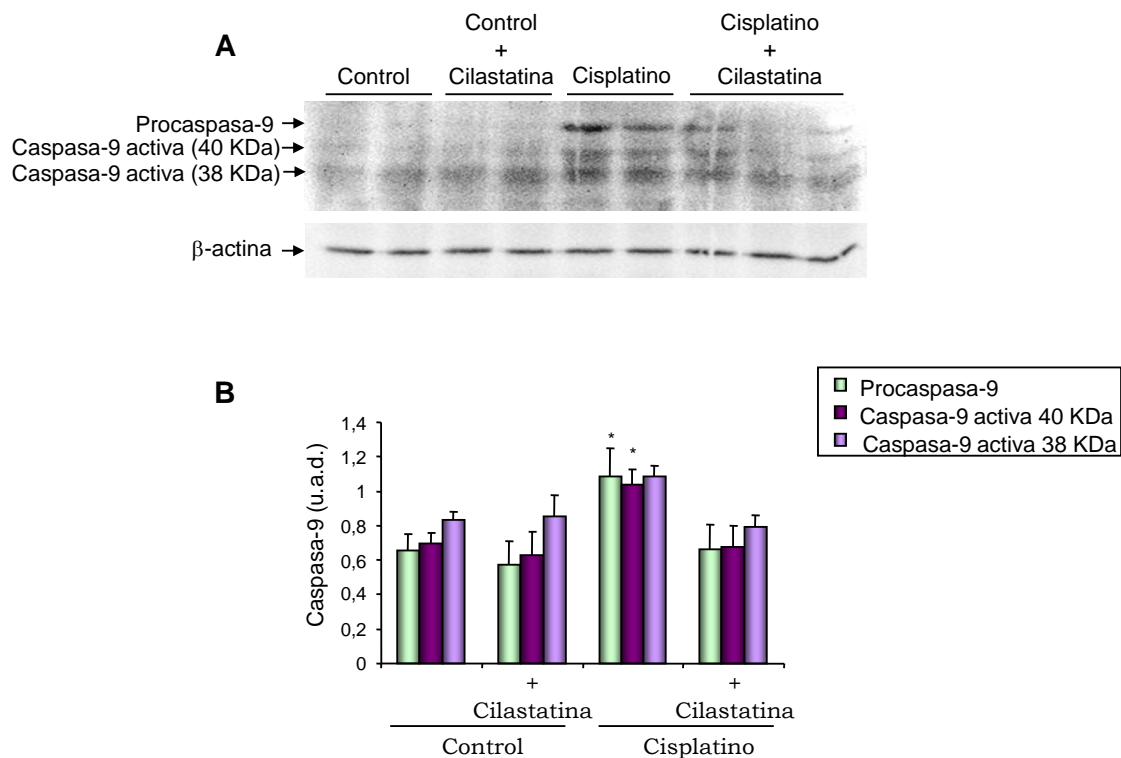 A
Control
+
Cilastatina
Cisplatino
+
Cilastatina
Control
Cisplatino
Procaspasa-9
Caspasa-9 activa (40 KDa)
Caspasa-9 activa (38 KDa)
β-actina
B
Procaspasa-9
Caspasa-9 activa 40 KDa
Caspasa-9 activa 38 KDa
Caspasa-9 (u.a.d.)
1,4
1,2
1
0,8
0,6
0,4
0,2
0
* *
+
Cilastatina
+
Cilastatina
Control
Cisplatino